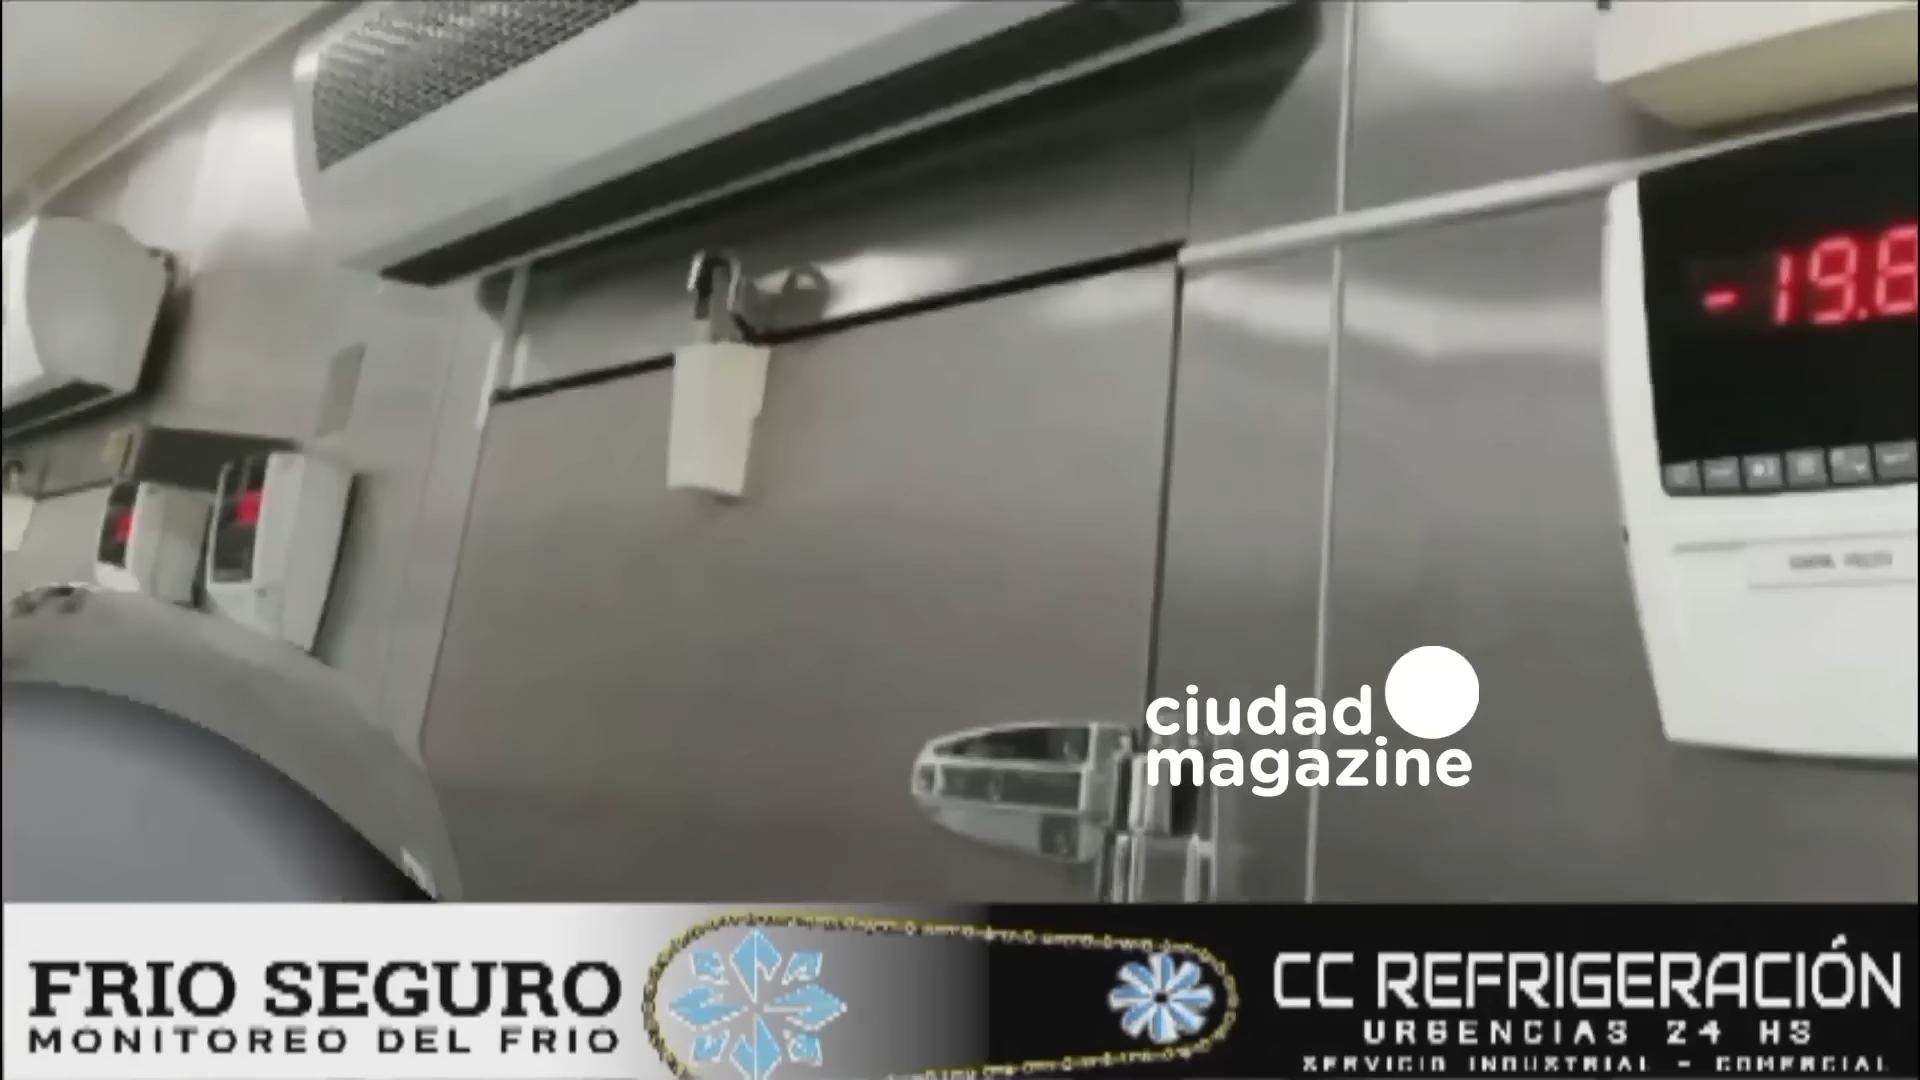 -19.8
ciudad
magazine
FRIO SEGURO
MONITOREO DEL FRIO
CC REFRIGERACIÓN
URGENCIAS 24 HS
SERVICIO INDUSTRIAL - COMERCIAL